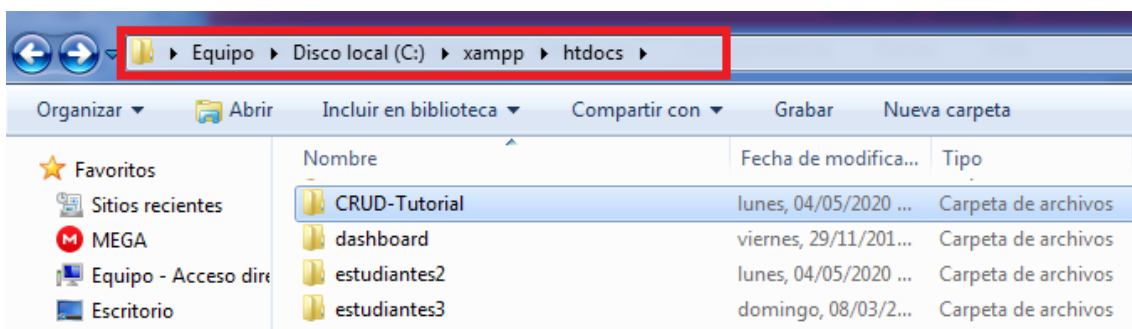 Equipo Disco local (C:) xampp htdocs
Organizar Abrir Incluir en biblioteca Compartir con Grabar Nueva carpeta
Favoritos
Sitios recientes
MEGA
Equipo - Acceso dire
Escritorio
Nombre Fecha de modifica... Tipo
CRUD-Tutorial lunes, 04/05/2020 ... Carpeta de archivos
dashboard viernes, 29/11/201... Carpeta de archivos
estudiantes2 lunes, 04/05/2020 ... Carpeta de archivos
estudiantes3 domingo, 08/03/2... Carpeta de archivos